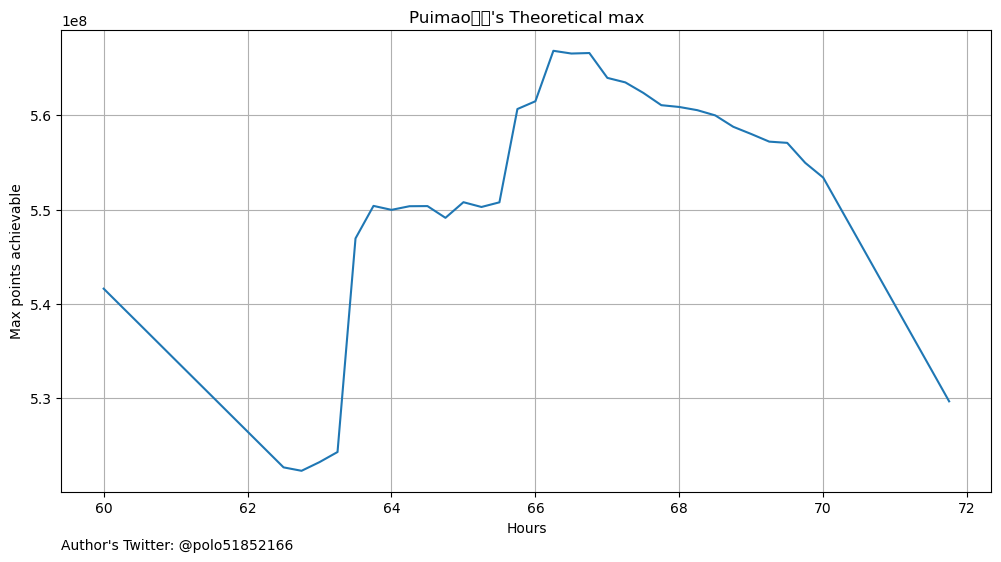 Puimao's Theoretical max
1e8
5.6
5.5
5.4
5.3
Max points achievable
60 62 64 66 68 70 72
Hours
Author's Twitter: @polo51852166